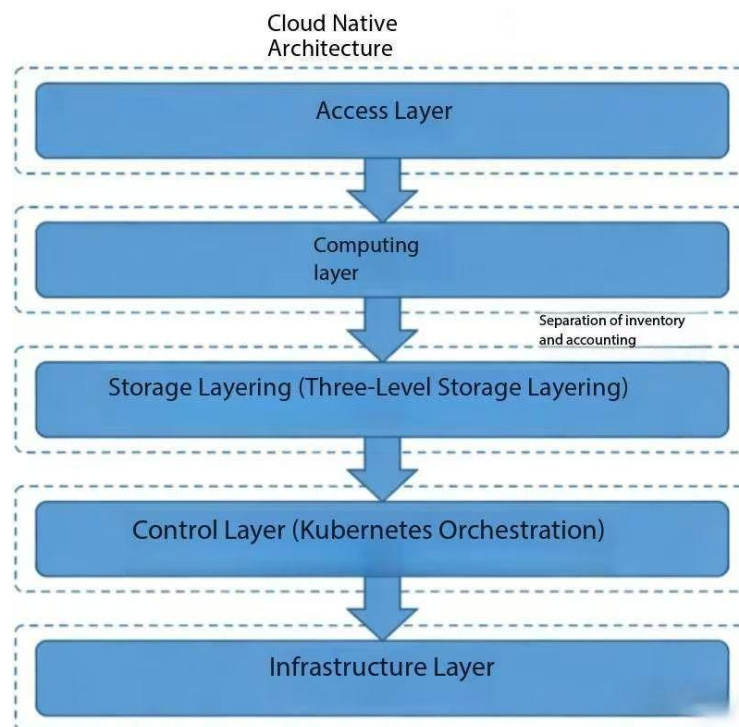 Cloud Native
Architecture
Access Layer
Computing
layer
Separation of inventory
and accounting
Storage Layering (Three-Level Storage Layering)
Control Layer (Kubernetes Orchestration)
Infrastructure Layer